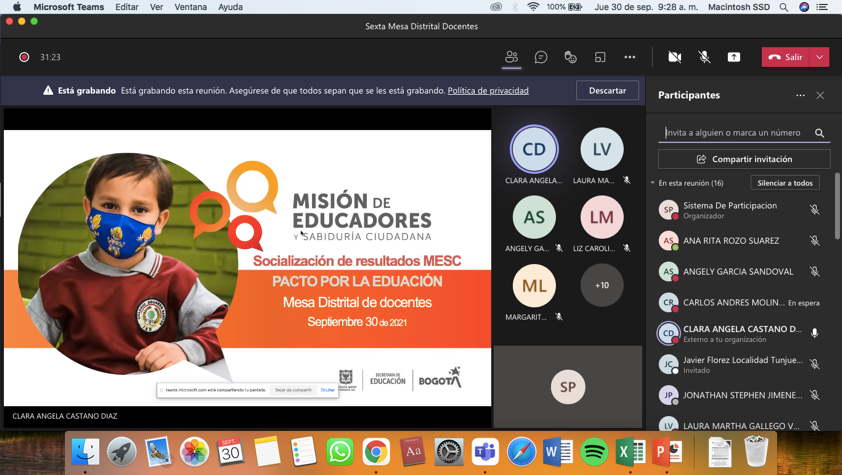 Microsoft Teams Editar Ver Ventana Ayuda
100% Jue 30 de sep. 9:28 a. m. Macintosh SSD
Sexta Mesa Distrital Docentes
31:23
Salir
Está grabando Está grabando esta reunión. Asegúrese de que todos sepan que se les está grabando. Política de privacidad
Descartar
MISIÓN DE
EDUCADORES
Y SABIDURÍA CIUDADANA
Socialización de resultados MESC
PACTO POR LA EDUACIÓN
Mesa Distrital de docentes
Septiembre 30 de 2021
teams.microsoft.com está compartiendo tu pantalla.
Dejar de compartir
Ocultar
SECRETARÍA DE
EDUCACIÓN
BOGOTÁ
CLARA ANGELA CASTANO DIAZ
CD
CLARA ANGELA...
LV
LAURA MA...
AS
ANGELY GA...
LM
LIZ CAROLI...
ML
MARGARIT...
+10
SP
Participantes
Invita a alguien o marca un número
Compartir invitación
En esta reunión (16)
Silenciar a todos
SP
Sistema De Participacion
Organizador
AS
ANA RITA ROZO SUAREZ
AS
ANGELY GARCIA SANDOVAL
CR
CARLOS ANDRES MOLIN... En espera
CD
CLARA ANGELA CASTANO D...
Externo a tu organización
JC
Javier Florez Localidad Tunjue...
Invitado
JP
JONATHAN STEPHEN JIMENE...
LV
LAURA MARTHA GALLEGO V...
SEPT.
30
Aa